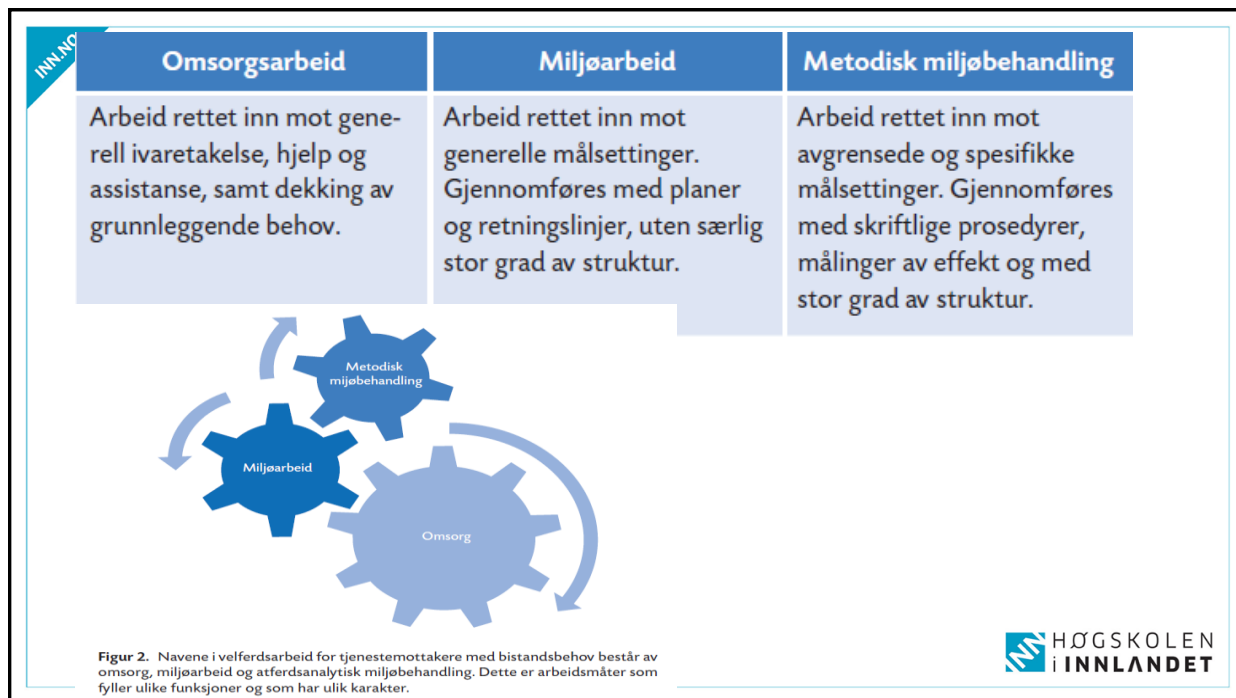 INN.NO
Omsorgsarbeid
Miljøarbeid
Metodisk miljøbehandling
Arbeid rettet inn mot gene-
rell ivaretakelse, hjelp og
assistanse, samt dekking av
grunnleggende behov.
Arbeid rettet inn mot
generelle målsettinger.
Gjennomføres med planer
og retningslinjer, uten særlig
stor grad av struktur.
Arbeid rettet inn mot
avgrensede og spesifikke
målsettinger. Gjennomføres
med skriftlige prosedyrer,
målinger av effekt og med
stor grad av struktur.
Metodisk
mijøbehandling
Miljøarbeid
Omsorg
Figur 2. Navene i velferdsarbeid for tjenestemottakere med bistandsbehov består av
omsorg, miljøarbeid og atferdsanalytisk miljøbehandling. Dette er arbeidsmåter som
fyller ulike funksjoner og som har ulik karakter.
INN
HØGSKOLEN
i INNLANDET